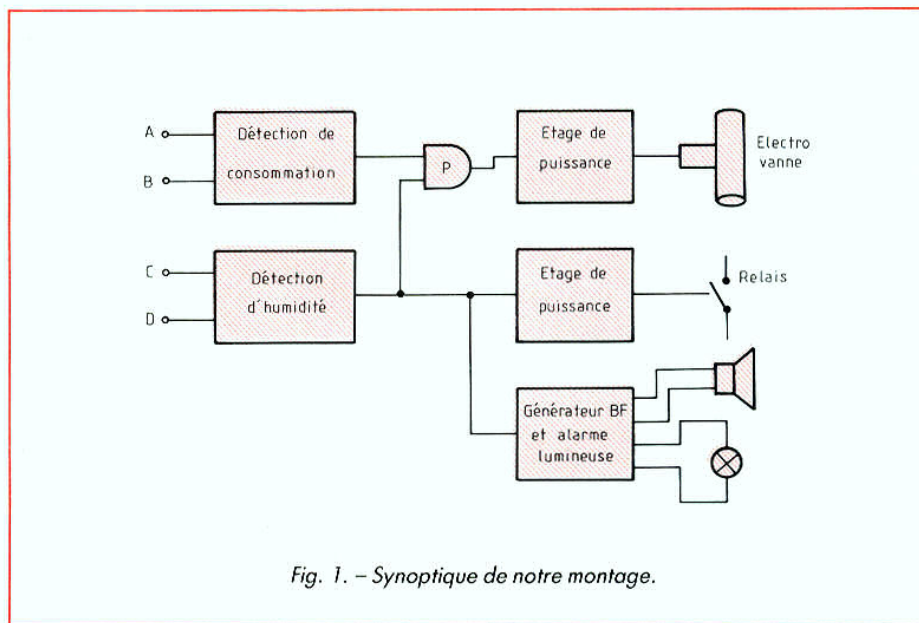 A
B
Détection de
consommation
P
Etage de
puissance
Electro
vanne
C
D
Détection
d'humidité
Etage de
puissance
Relais
Générateur BF
et alarme
lumineuse
Fig. 1. – Synoptique de notre montage.